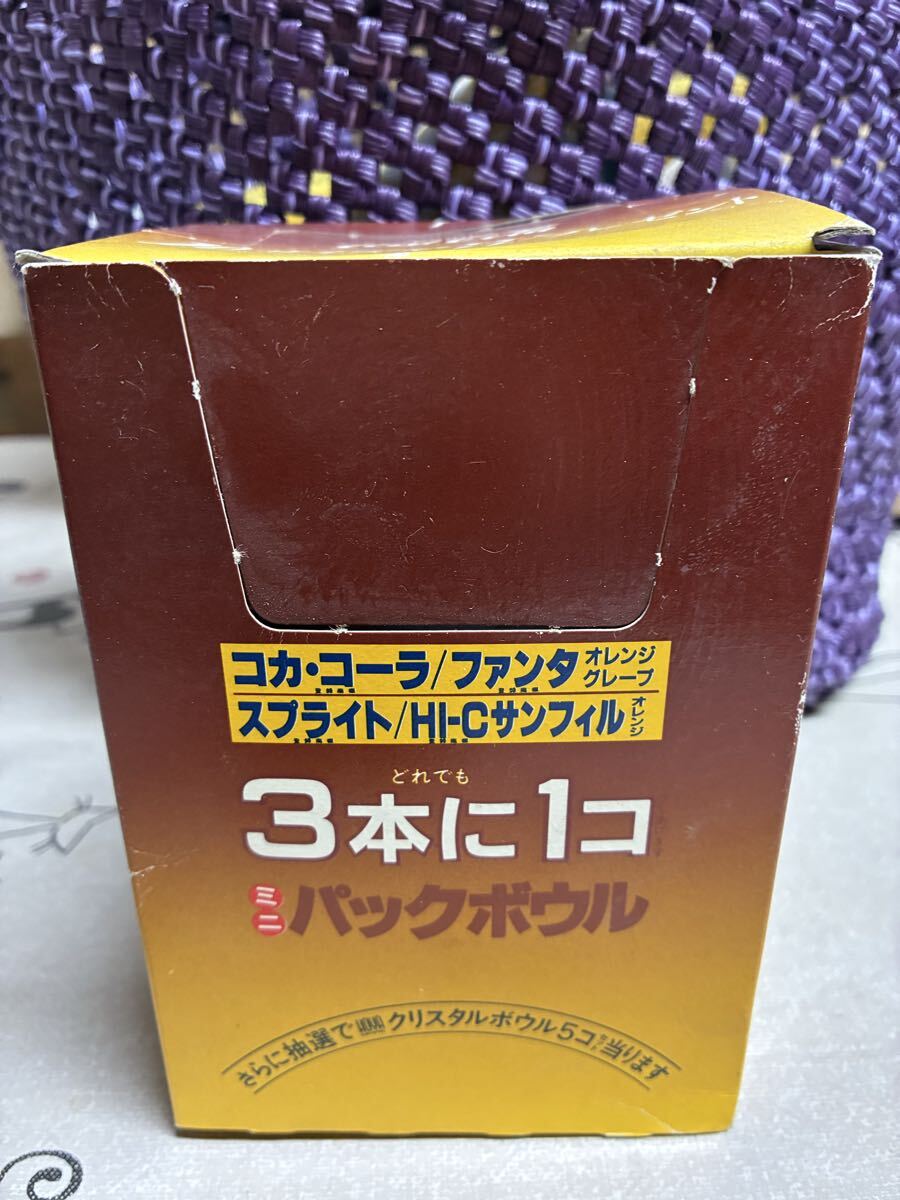 コカ・コーラ/ファンタ オレンジ グレープ
スプライト/HI-Cサンフィル オレンジ
どれでも
3本に1コ
ミニ パックボウル
さらに抽選で クリスタルボウル5コ 当ります